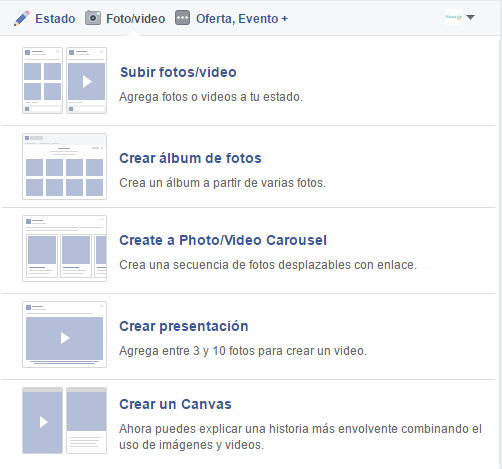 Estado Foto/video Oferta, Evento +
Subir fotos/video
Agrega fotos o videos a tu estado.
Crear álbum de fotos
Crea un álbum a partir de varias fotos.
Create a Photo/Video Carousel
Crea una secuencia de fotos desplazables con enlace.
Crear presentación
Agrega entre 3 y 10 fotos para crear un video.
Crear un Canvas
Ahora puedes explicar una historia más envolvente combinando el
uso de imágenes y videos.